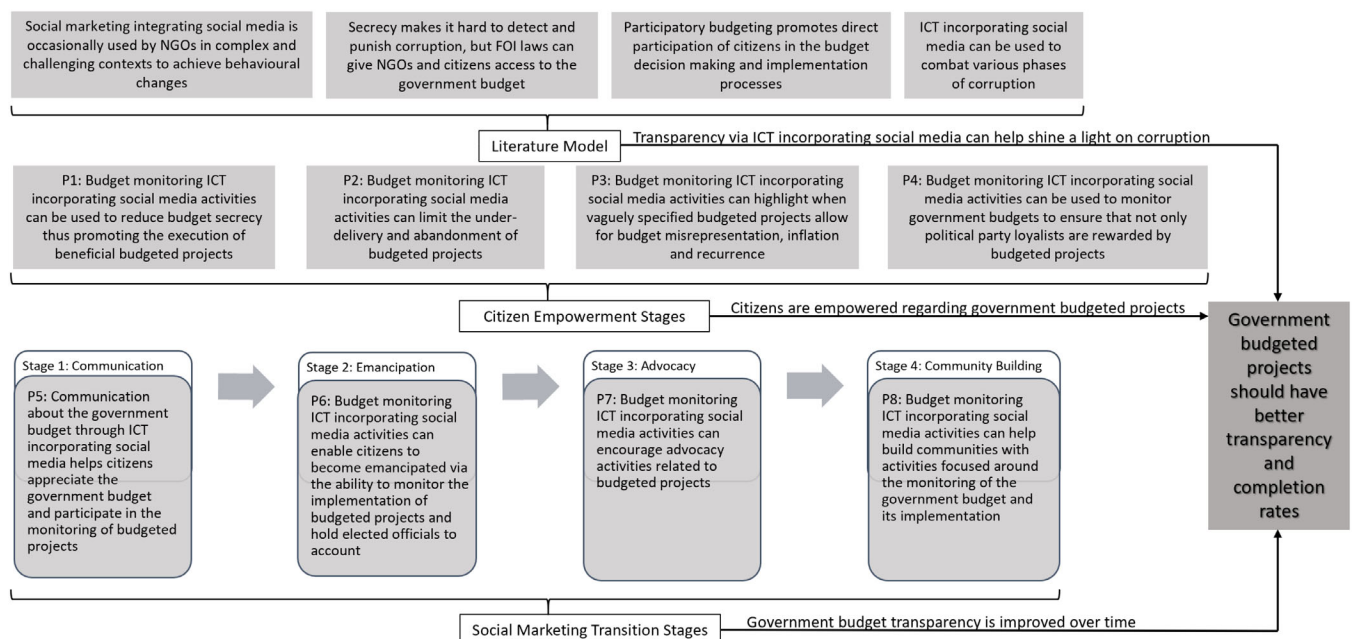 Social marketing integrating social media is
occasionally used by NGOs in complex and
challenging contexts to achieve behavioural
changes
Secrecy makes it hard to detect and
punish corruption, but FOI laws can
give NGOs and citizens access to the
government budget
Participatory budgeting promotes direct
participation of citizens in the budget
decision making and implementation
processes
ICT incorporating social
media can be used to
combat various phases
of corruption
Literature Model
Transparency via ICT incorporating social media can help shine a light on corruption
P1: Budget monitoring ICT
incorporating social media activities
can be used to reduce budget secrecy
thus promoting the execution of
beneficial budgeted projects
P2: Budget monitoring ICT
incorporating social media
activities can limit the under-
delivery and abandonment of
budgeted projects
P3: Budget monitoring ICT incorporating
social media activities can highlight when
vaguely specified budgeted projects allow
for budget misrepresentation, inflation
and recurrence
P4: Budget monitoring ICT incorporating social
media activities can be used to monitor
government budgets to ensure that not only
political party loyalists are rewarded by
budgeted projects
Citizen Empowerment Stages
Citizens are empowered regarding government budgeted projects
Government
budgeted
projects
should have
better
transparency
and
completion
rates
Stage 1: Communication
P5: Communication
about the government
budget through ICT
incorporating social
media helps citizens
appreciate the
government budget
and participate in the
monitoring of budgeted
projects
Stage 2: Emancipation
P6: Budget monitoring
ICT incorporating social
media activities can
enable citizens to
become emancipated via
the ability to monitor the
implementation of
budgeted projects and
hold elected officials to
account
Stage 3: Advocacy
P7: Budget monitoring
ICT incorporating social
media activities can
encourage advocacy
activities related to
budgeted projects
Stage 4: Community Building
P8: Budget monitoring
ICT incorporating social
media activities can help
build communities with
activities focused around
the monitoring of the
government budget and
its implementation
Social Marketing Transition Stages
Government budget transparency is improved over time